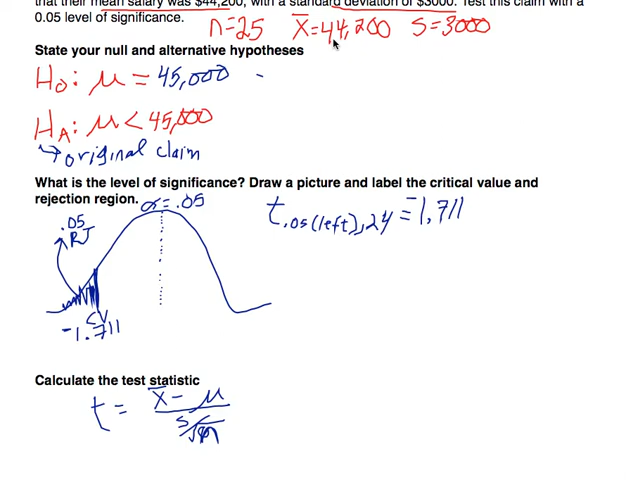 that their mean salary was $44,200, with a standard deviation of $3000. Test this claim with a
0.05 level of significance.
n=25 x̄=44,200 s=3000
State your null and alternative hypotheses
H₀: μ = 45,000
Hₐ: μ < 45,000
↳original claim
What is the level of significance? Draw a picture and label the critical value and
rejection region.
α=.05
t.05(left),24 = -1.711
.05
RJ
CV
-1.711
Calculate the test statistic
t = x̄ - μ
s/√n